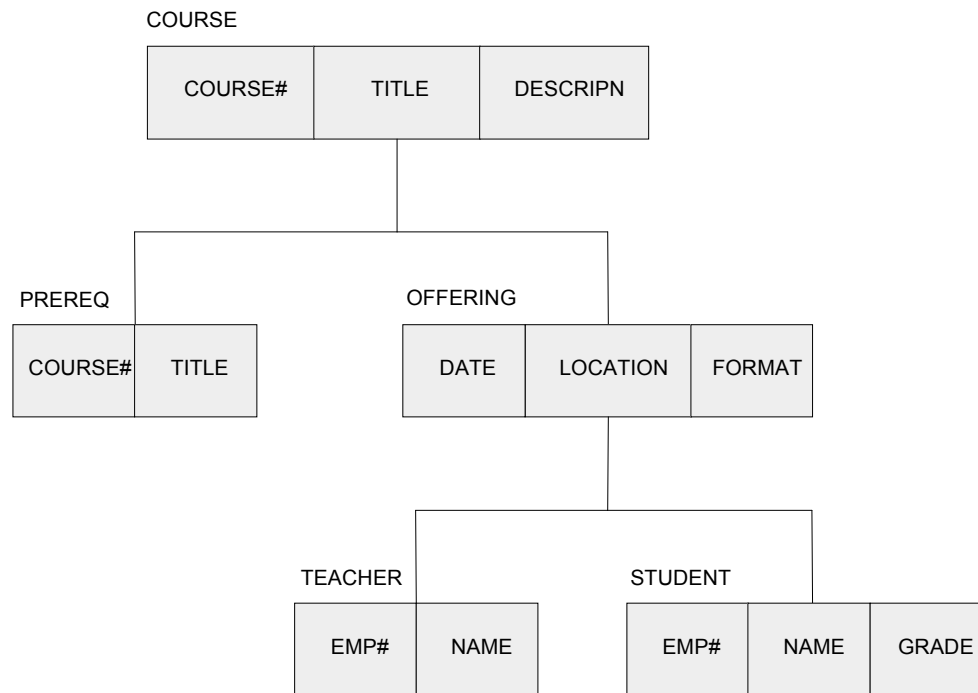 COURSE
COURSE# TITLE DESCRIPN
PREREQ OFFERING
COURSE# TITLE DATE LOCATION FORMAT
TEACHER STUDENT
EMP# NAME EMP# NAME GRADE